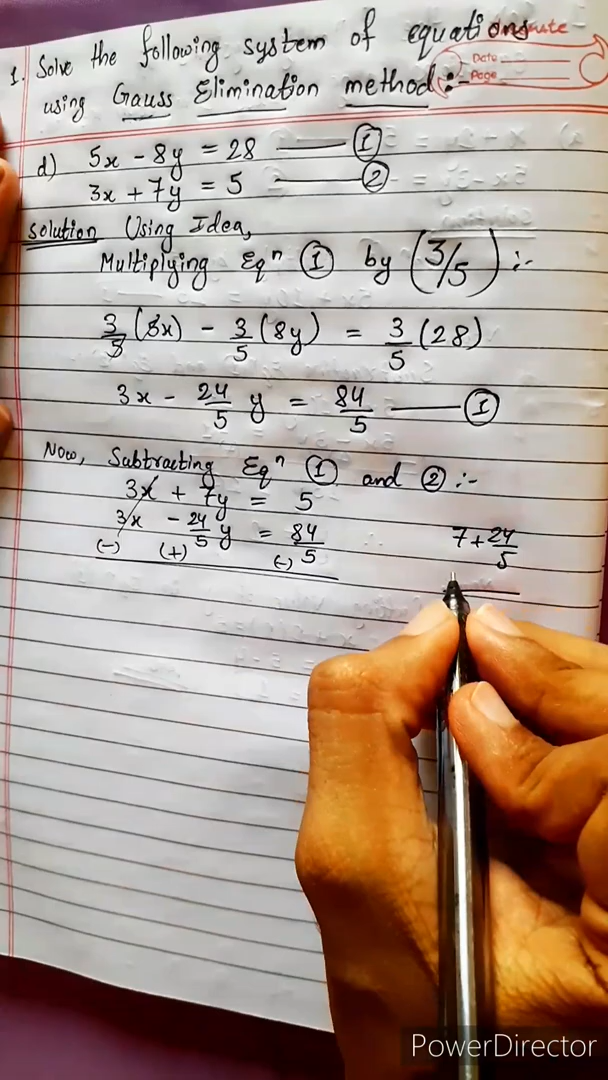 1. Solve the following system of equations
using Gauss Elimination method :-
Date
Page
d) 5x - 8y = 28 —— ①
3x + 7y = 5 —— ②
Solution Using Idea,
Multiplying Eqⁿ ① by (3/5) :-
3/5 (5x) - 3/5 (8y) = 3/5 (28)
3x - 24/5 y = 84/5 —— ①
Now, Subtracting Eqⁿ ① and ② :-
3x + 7y = 5
3x - 24/5 y = 84/5
(-) (+) (-)
7 + 24/5
PowerDirector